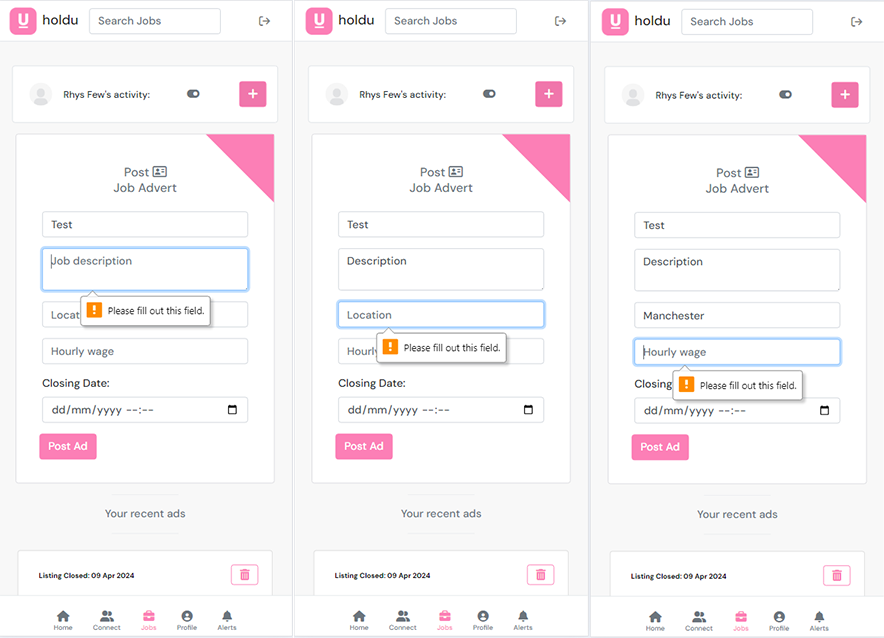 holdu
Search Jobs
Rhys Few's activity:
+
Post
Job Advert
Test
Job description
Locat
Please fill out this field.
Hourly wage
Closing Date:
dd/mm/yyyy --:--
Post Ad
Your recent ads
Listing Closed: 09 Apr 2024
Home Connect Jobs Profile Alerts
holdu
Search Jobs
Rhys Few's activity:
+
Post
Job Advert
Test
Description
Location
Hourly
Please fill out this field.
Closing Date:
dd/mm/yyyy --:--
Post Ad
Your recent ads
Listing Closed: 09 Apr 2024
Home Connect Jobs Profile Alerts
holdu
Search Jobs
Rhys Few's activity:
+
Post
Job Advert
Test
Description
Manchester
Hourly wage
Closing
Please fill out this field.
dd/mm/yyyy --:--
Post Ad
Your recent ads
Listing Closed: 09 Apr 2024
Home Connect Jobs Profile Alerts